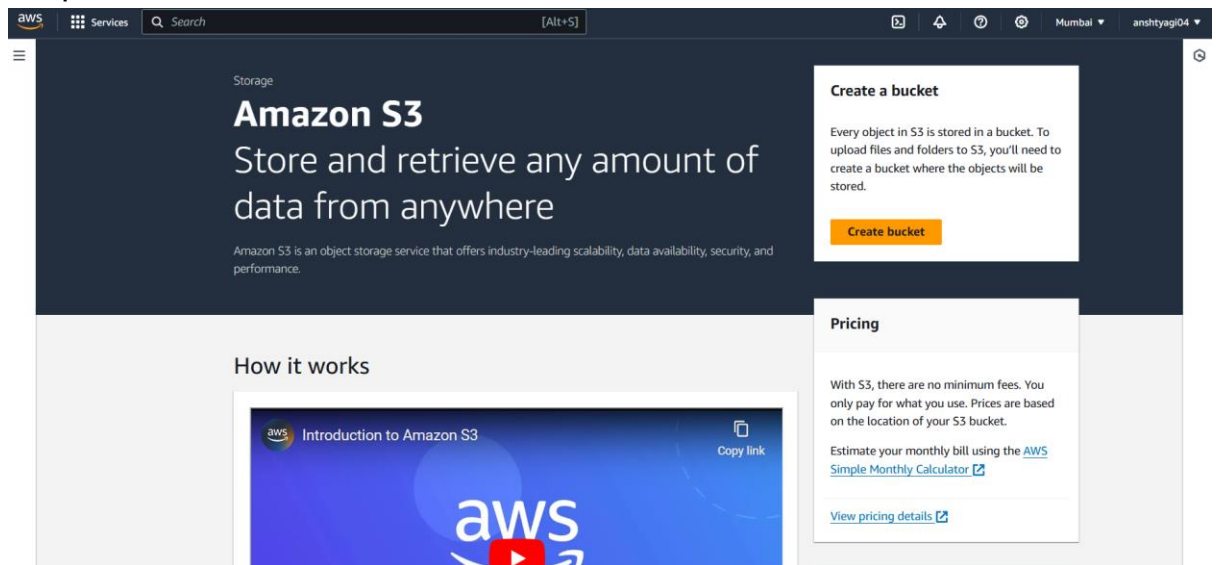 aws
Services
Search
[Alt+S]
Mumbai
anshtyagi04
Storage
Amazon S3
Store and retrieve any amount of
data from anywhere
Amazon S3 is an object storage service that offers industry-leading scalability, data availability, security, and
performance.
Create a bucket
Every object in S3 is stored in a bucket. To
upload files and folders to S3, you'll need to
create a bucket where the objects will be
stored.
Create bucket
Pricing
With S3, there are no minimum fees. You
only pay for what you use. Prices are based
on the location of your S3 bucket.
Estimate your monthly bill using the AWS
Simple Monthly Calculator
View pricing details
How it works
aws
Introduction to Amazon S3
Copy link
aws